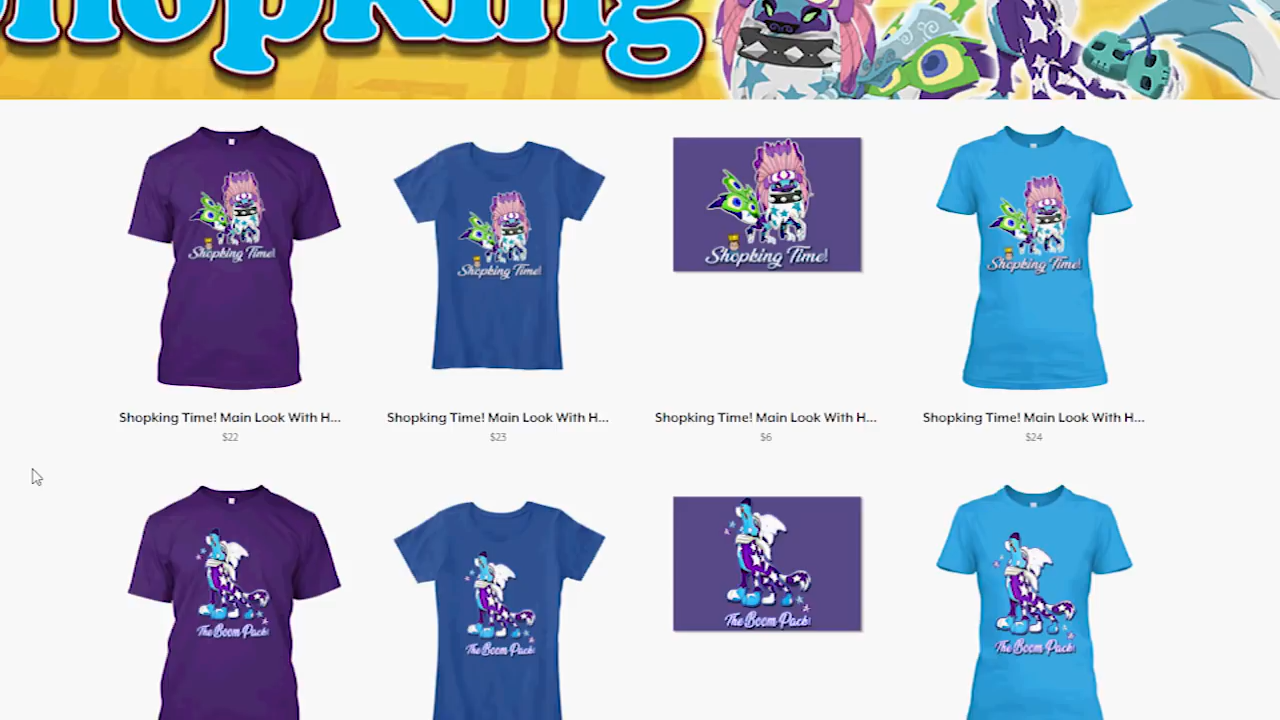 hopking
Shopking Time!
Shopking Time!
Shopking Time!
Shopking Time!
Shopking Time! Main Look With H...
Shopking Time! Main Look With H...
Shopking Time! Main Look With H...
Shopking Time! Main Look With H...
$22
$23
$6
$24
The Boom Pack!
The Boom Pack!
The Boom Pack!
The Boom Pack!